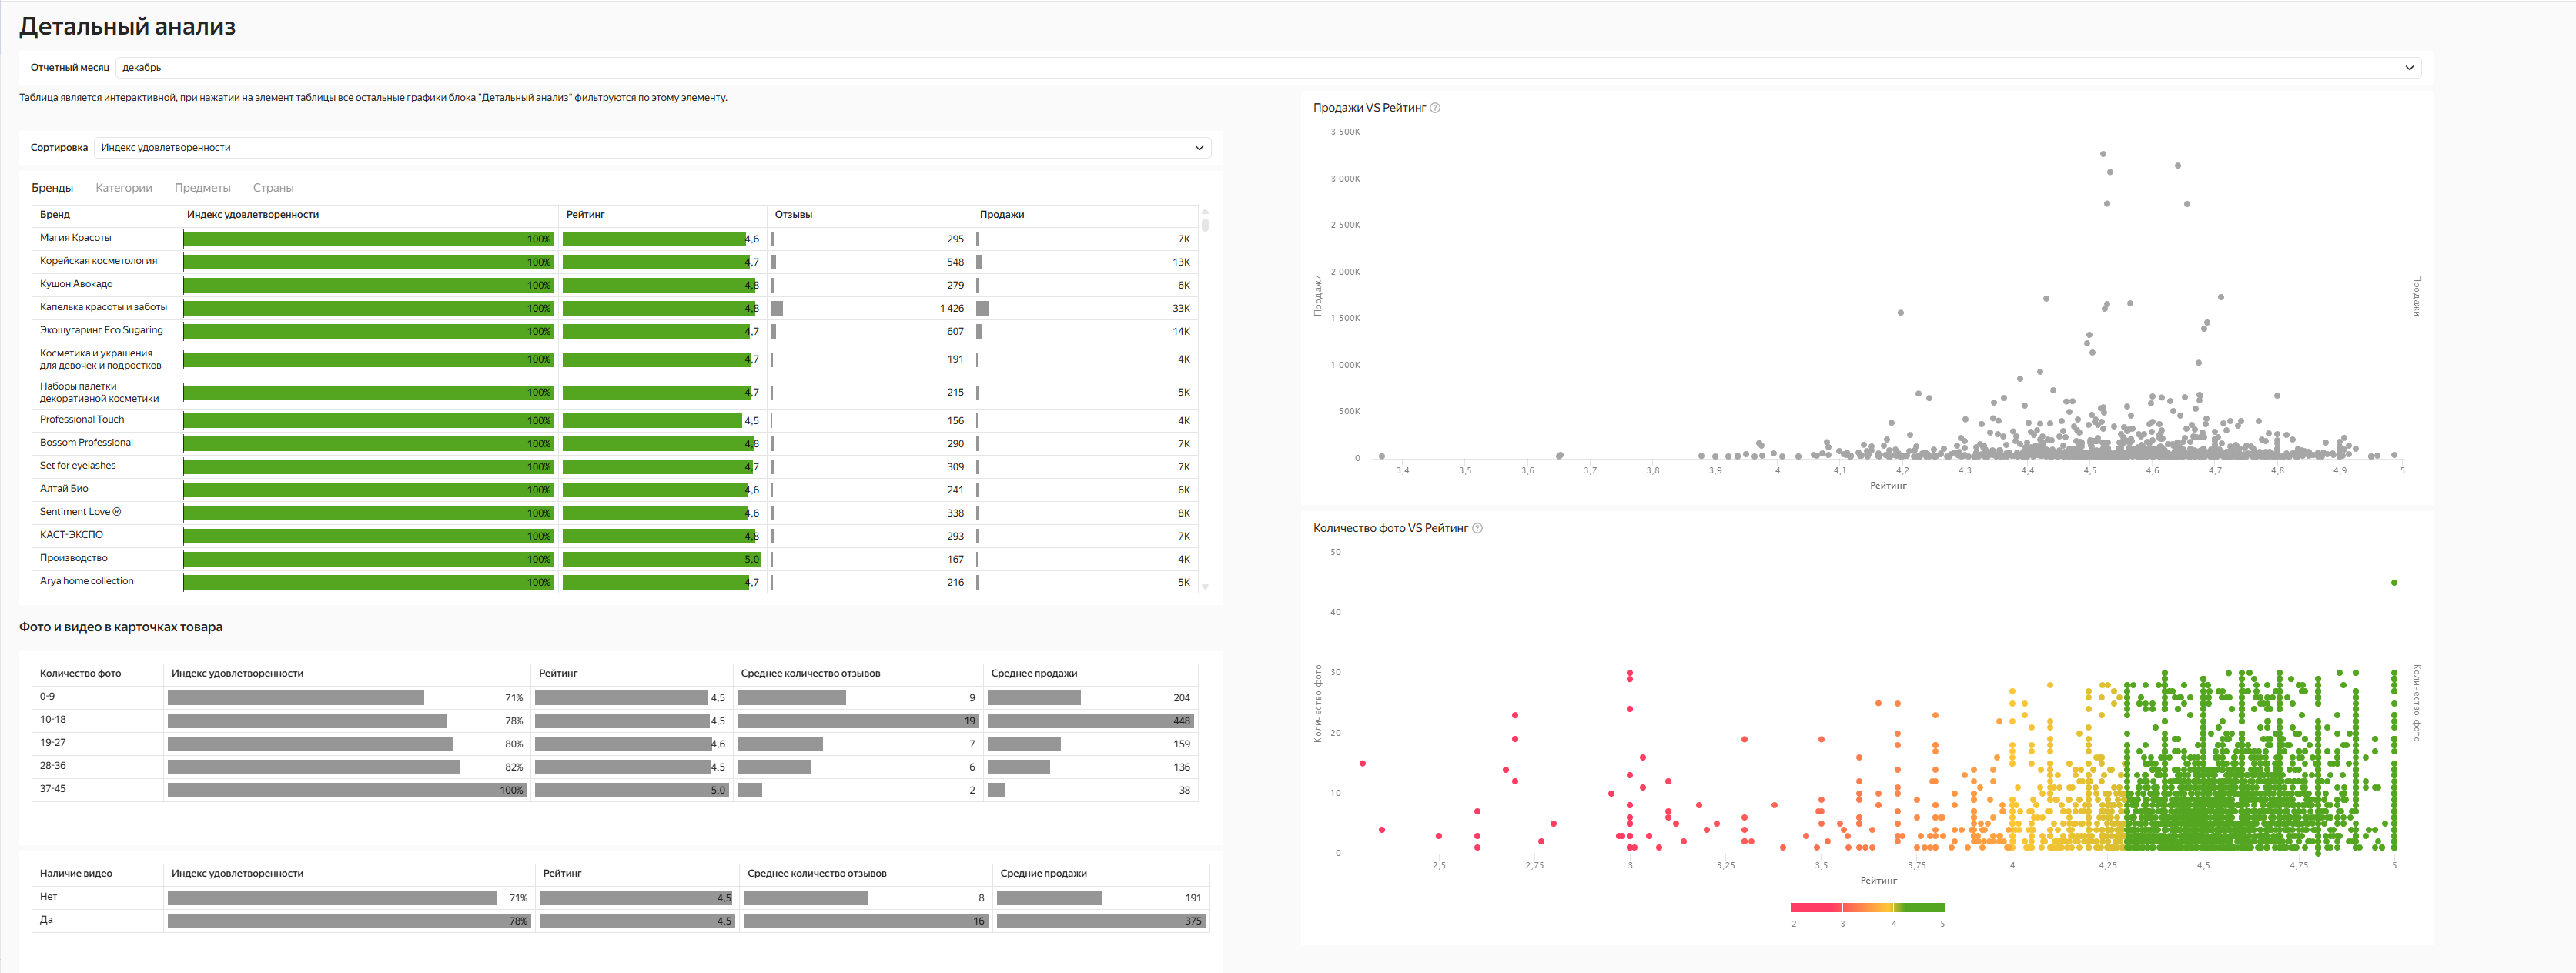 Детальный анализ
Отчетный месяц декабрь
Таблица является интерактивной, при нажатии на элемент таблицы все остальные графики блока "Детальный анализ" фильтруются по этому элементу.
Сортировка Индекс удовлетворенности
Бренды Категории Предметы Страны
Бренд Индекс удовлетворенности Рейтинг Отзывы Продажи
Магия Красоты 100% 4,6 295 7K
Корейская косметология 100% 4,7 548 13K
Кушон Авокадо 100% 4,8 279 6K
Капелька красоты и заботы 100% 4,8 1 426 33K
Экошугаринг Eco Sugaring 100% 4,7 607 14K
Косметика и украшения
для девочек и подростков 100% 4,7 191 4K
Наборы палетки
декоративной косметики 100% 4,7 215 5K
Professional Touch 100% 4,5 156 4K
Bossom Professional 100% 4,8 290 7K
Set for eyelashes 100% 4,7 309 7K
Алтай Био 100% 4,6 241 6K
Sentiment Love ® 100% 4,6 338 8K
КАСТ-ЭКСПО 100% 4,8 293 7K
Производство 100% 5,0 167 4K
Arya home collection 100% 4,7 216 5K
Фото и видео в карточках товара
Количество фото Индекс удовлетворенности Рейтинг Среднее количество отзывов Среднее продажи
0-9 71% 4,5 9 204
10-18 78% 4,5 19 448
19-27 80% 4,6 7 159
28-36 82% 4,5 6 136
37-45 100% 5,0 2 38
Наличие видео Индекс удовлетворенности Рейтинг Среднее количество отзывов Средние продажи
Нет 71% 4,5 8 191
Да 78% 4,5 16 375
Продажи VS Рейтинг ?
3 500K
3 000K
2 500K
2 000K
1 500K
1 000K
500K
0
Продажи
Продажи
3,4 3,5 3,6 3,7 3,8 3,9 4 4,1 4,2 4,3 4,4 4,5 4,6 4,7 4,8 4,9 5
Рейтинг
Количество фото VS Рейтинг ?
50
40
30
20
10
0
Количество фото
Количество фото
2,5 2,75 3 3,25 3,5 3,75 4 4,25 4,5 4,75 5
Рейтинг
2 3 4 5